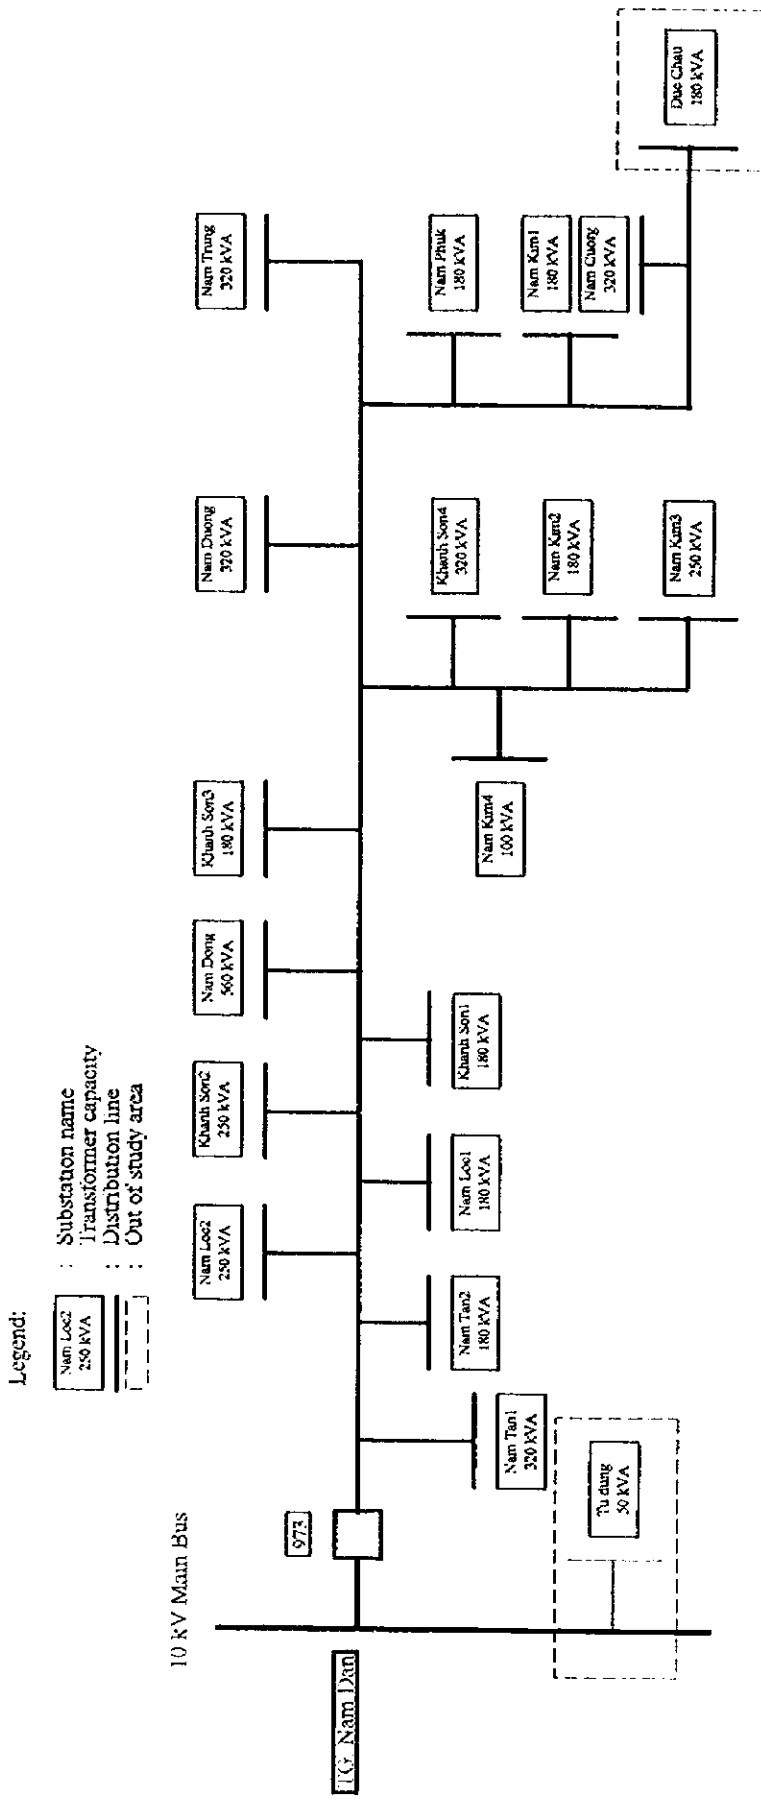 Legend:
Nam Loc2
250 kVA
: Substation name
Transformer capacity
: Distribution line
: Out of study area
10 kV Main Bus
TG. Nam Dan
973
Tu dung
50 kVA
Nam Tan1
320 kVA
Nam Tan2
180 kVA
Nam Loc2
250 kVA
Nam Loc1
180 kVA
Khanh Son2
250 kVA
Khanh Son1
180 kVA
Nam Dong
560 kVA
Khanh Son3
180 kVA
Nam Kim4
100 kVA
Khanh Son4
320 kVA
Nam Kim2
180 kVA
Nam Kim3
250 kVA
Nam Duong
320 kVA
Nam Trung
320 kVA
Nam Phuk
180 kVA
Nam Kim1
180 kVA
Nam Cuong
320 kVA
Duc Chau
180 kVA